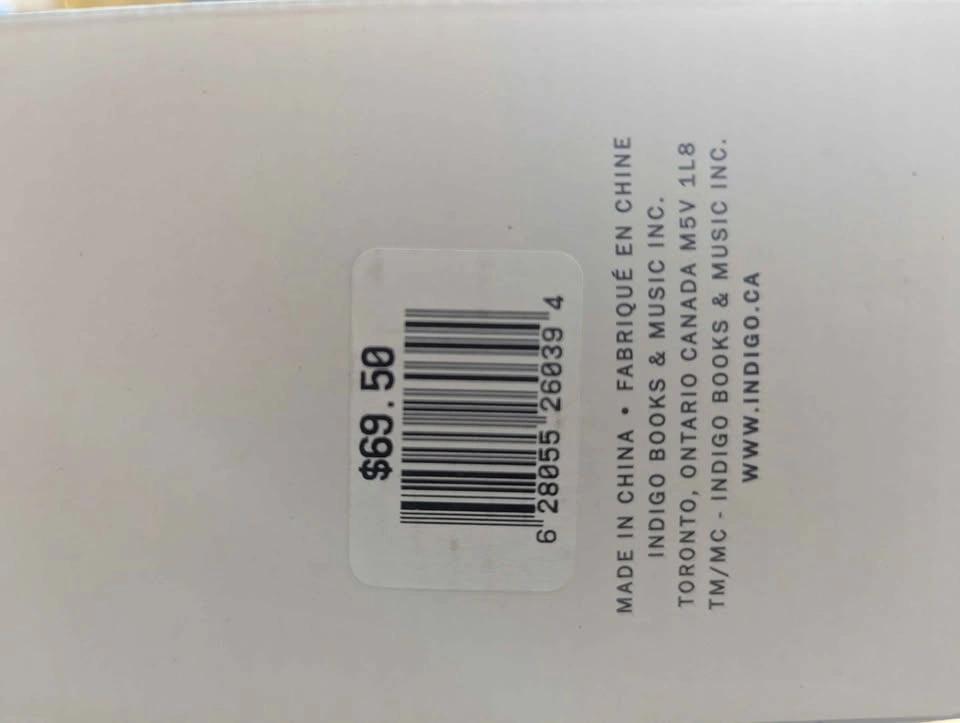 $69.50
6 28055 26039 4
MADE IN CHINA • FABRIQUÉ EN CHINE
INDIGO BOOKS & MUSIC INC.
TORONTO, ONTARIO CANADA M5V 1L8
TM/MC - INDIGO BOOKS & MUSIC INC.
WWW.INDIGO.CA